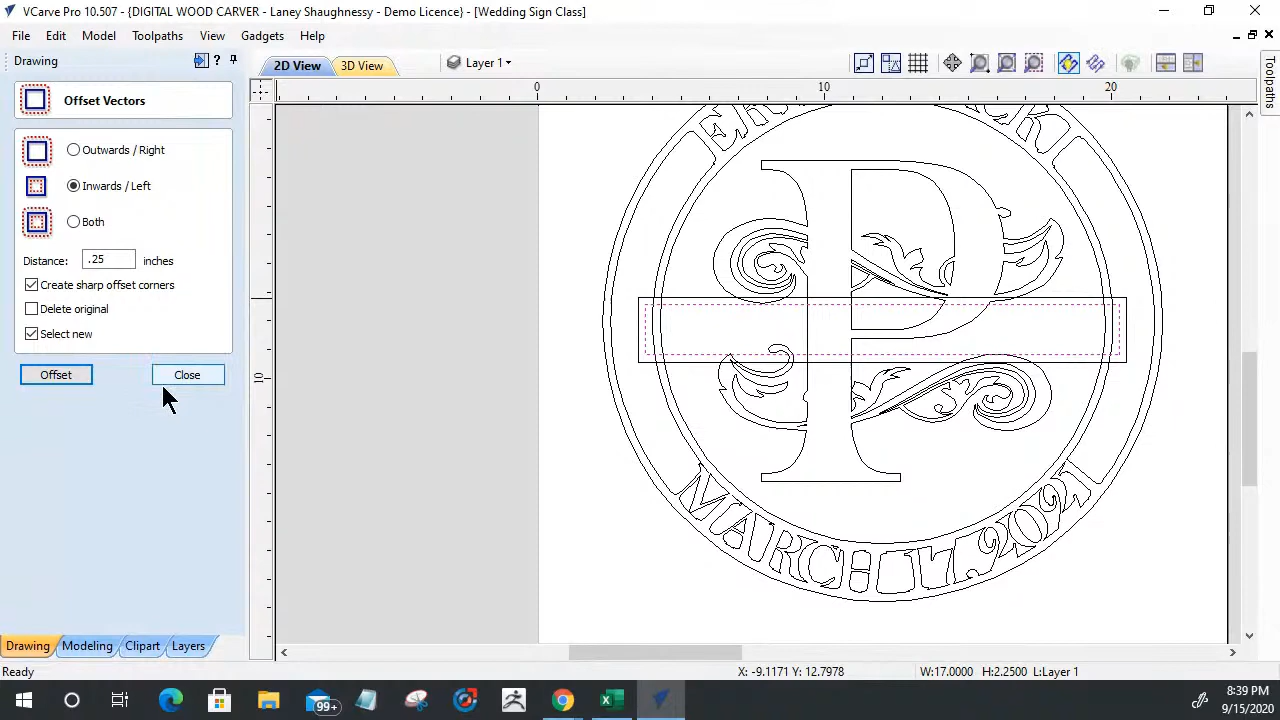 VCarve Pro 10.507 - {DIGITAL WOOD CARVER - Laney Shaughnessy - Demo Licence} - [Wedding Sign Class]
File Edit Model Toolpaths View Gadgets Help
Drawing
2D View 3D View Layer 1
Offset Vectors
Outwards / Right
Inwards / Left
Both
Distance: .25 inches
Create sharp offset corners
Delete original
Select new
Offset Close
0 10 20
10
P
MARCH 17, 2021
Toolpaths
Drawing Modeling Clipart Layers
Ready X: -9.1171 Y: 12.7978 W:17.0000 H:2.2500 L:Layer 1
99+
8:39 PM
9/15/2020